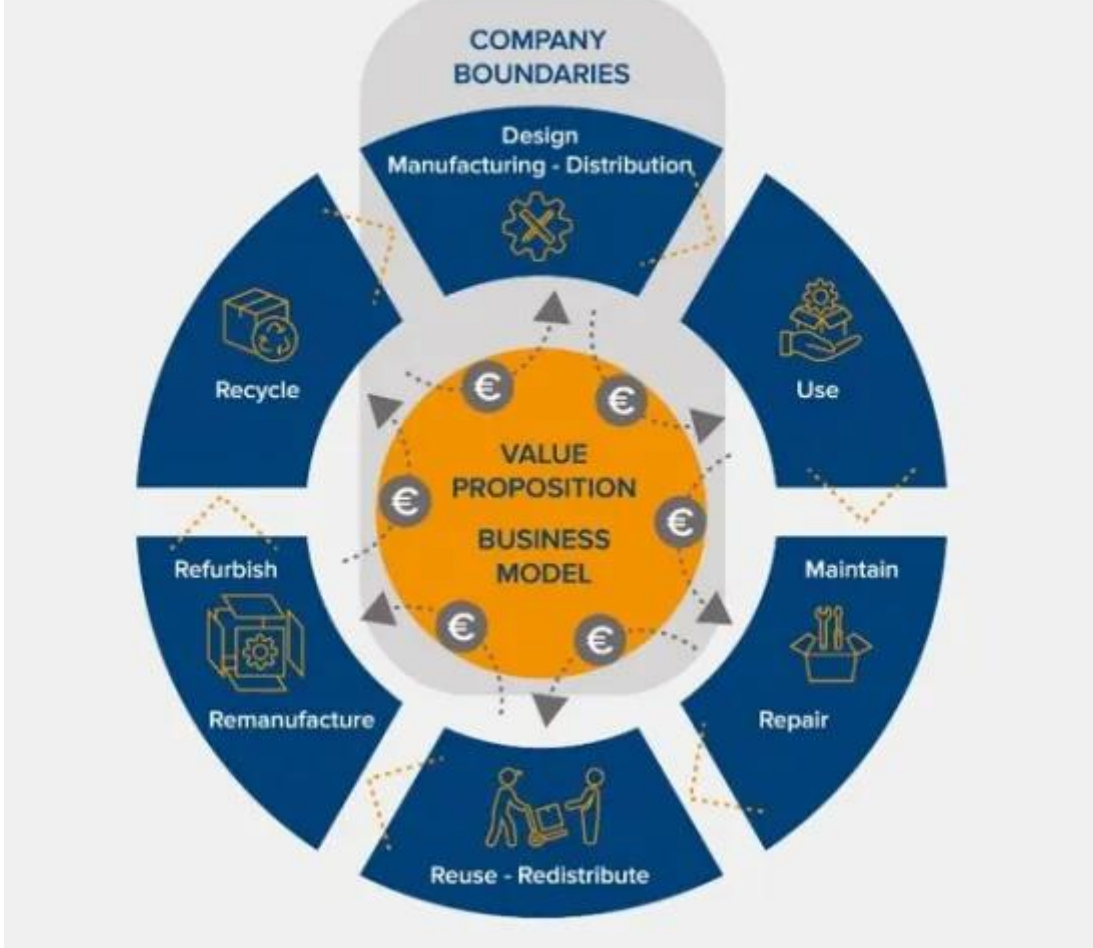 COMPANY
BOUNDARIES
Design
Manufacturing - Distribution
Use
Maintain
Repair
Reuse - Redistribute
Remanufacture
Refurbish
Recycle
€
€
€
€
€
€
VALUE
PROPOSITION
BUSINESS
MODEL